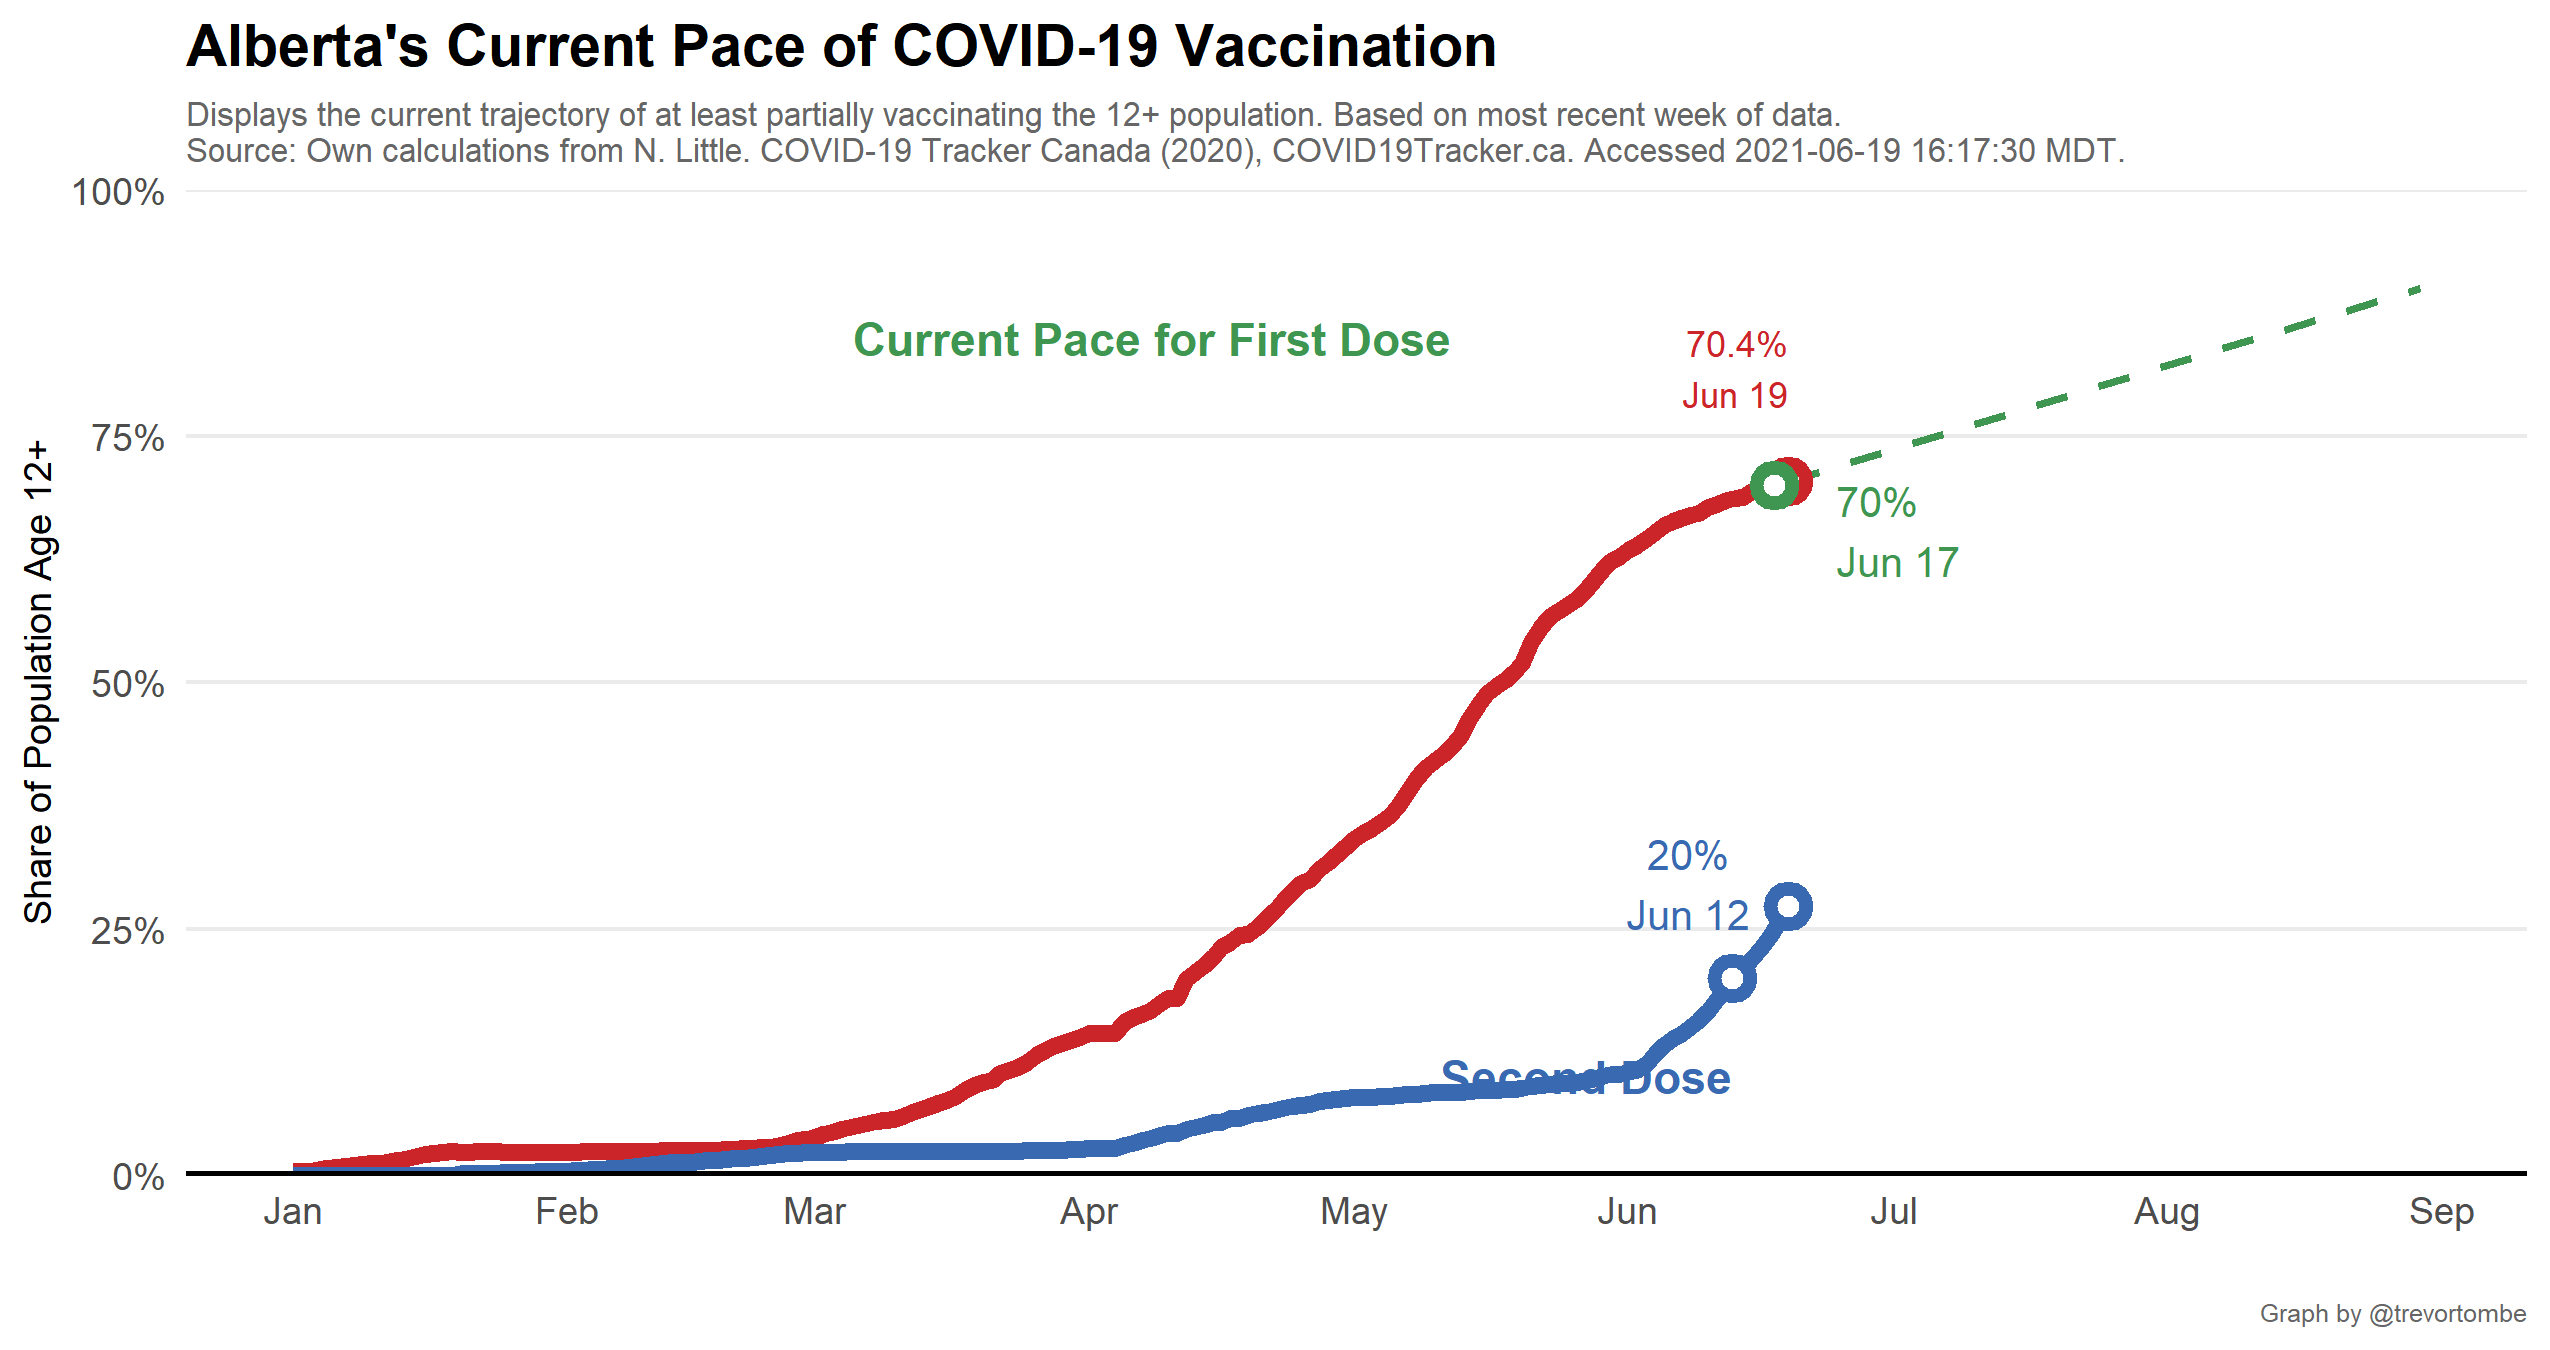 Alberta's Current Pace of COVID-19 Vaccination
Displays the current trajectory of at least partially vaccinating the 12+ population. Based on most recent week of data.
Source: Own calculations from N. Little. COVID-19 Tracker Canada (2020), COVID19Tracker.ca. Accessed 2021-06-19 16:17:30 MDT.
100%
75%
50%
25%
0%
Share of Population Age 12+
Current Pace for First Dose
70.4%
Jun 19
70%
Jun 17
20%
Jun 12
Second Dose
Jan Feb Mar Apr May Jun Jul Aug Sep
Graph by @trevortombe